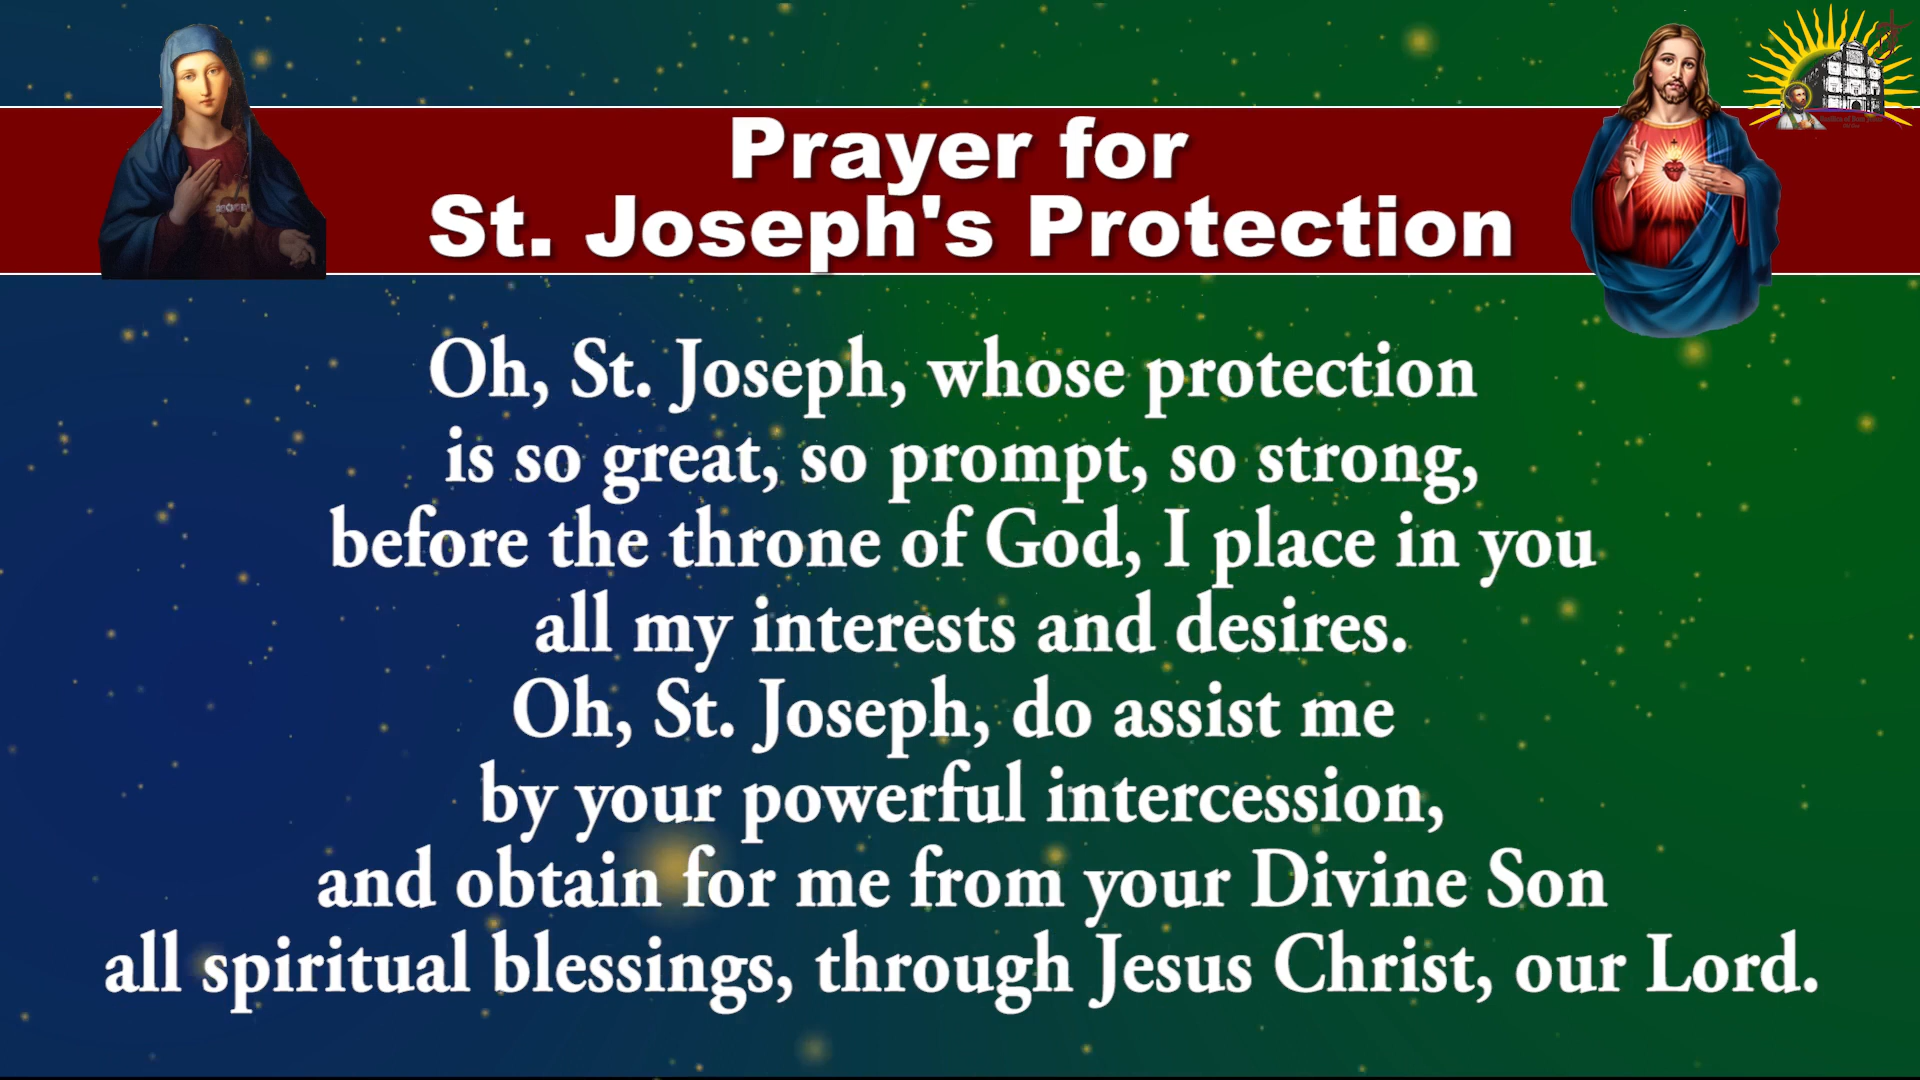 Prayer for
St. Joseph's Protection
Oh, St. Joseph, whose protection
is so great, so prompt, so strong,
before the throne of God, I place in you
all my interests and desires.
Oh, St. Joseph, do assist me
by your powerful intercession,
and obtain for me from your Divine Son
all spiritual blessings, through Jesus Christ, our Lord.